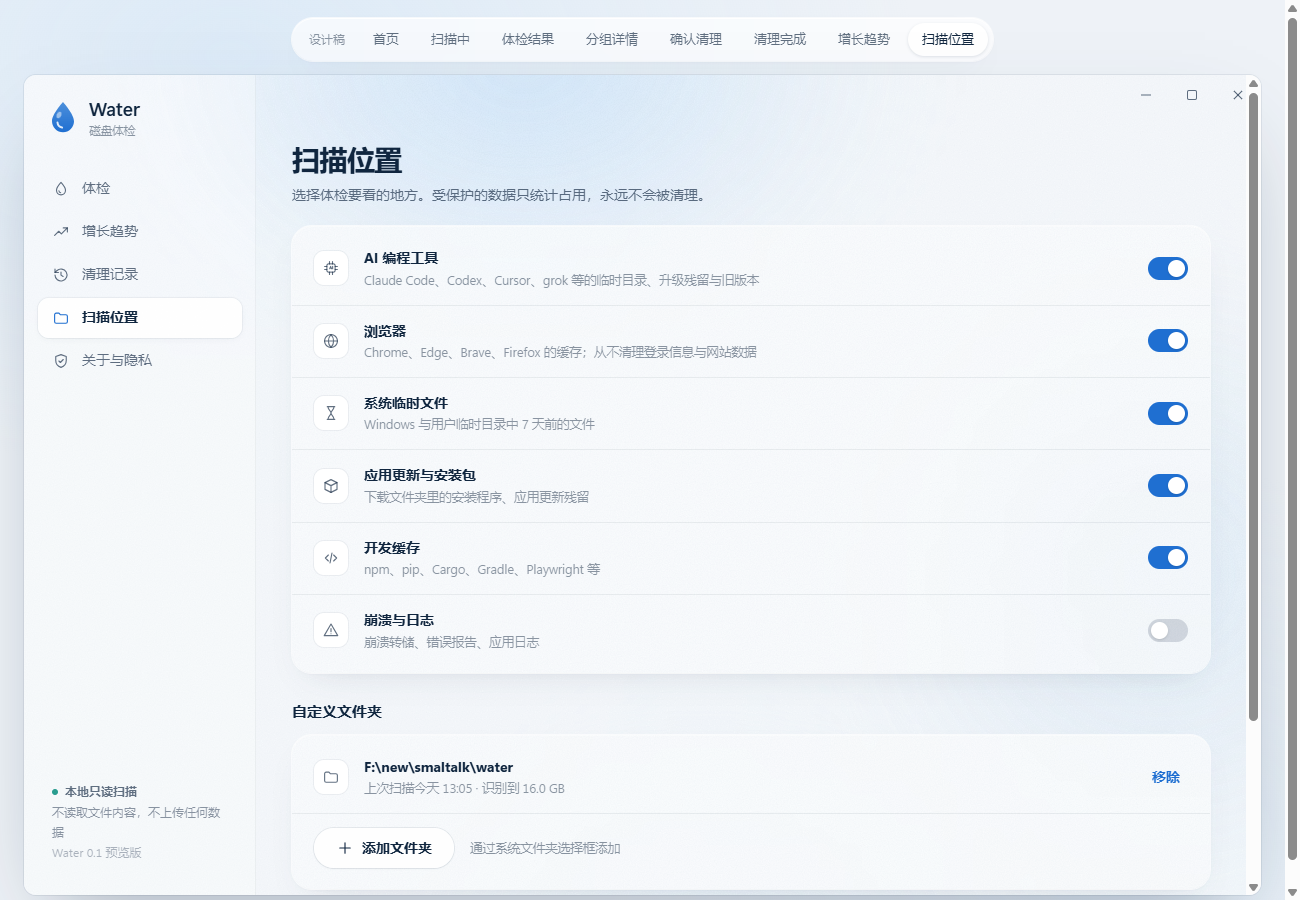 设计稿 首页 扫描中 体检结果 分组详情 确认清理 清理完成 增长趋势 扫描位置
Water
磁盘体检
体检
增长趋势
清理记录
扫描位置
关于与隐私
本地只读扫描
不读取文件内容，不上传任何数
据
Water 0.1 预览版
扫描位置
选择体检要看的地方。受保护的数据只统计占用，永远不会被清理。
AI 编程工具
Claude Code、Codex、Cursor、grok 等的临时目录、升级残留与旧版本
浏览器
Chrome、Edge、Brave、Firefox 的缓存；从不清理登录信息与网站数据
系统临时文件
Windows 与用户临时目录中 7 天前的文件
应用更新与安装包
下载文件夹里的安装程序、应用更新残留
开发缓存
npm、pip、Cargo、Gradle、Playwright 等
崩溃与日志
崩溃转储、错误报告、应用日志
自定义文件夹
F:\new\smaltalk\water
上次扫描今天 13:05 · 识别到 16.0 GB
移除
添加文件夹 通过系统文件夹选择框添加